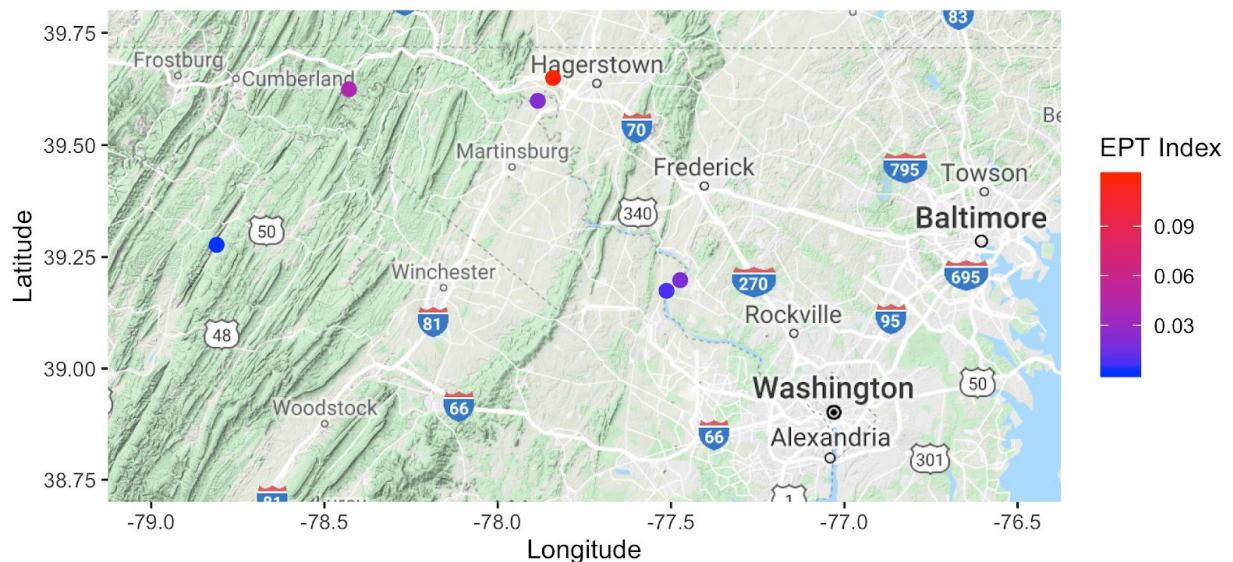 39.75
39.50
39.25
39.00
38.75
Latitude
83
Frostburg
Cumberland
Hagerstown
70
Martinsburg
Frederick
795
Towson
Baltimore
340
50
Winchester
270
695
48
81
Rockville
95
Washington
50
Woodstock
66
66
Alexandria
301
81
1
-79.0
-78.5
-78.0
-77.5
-77.0
-76.5
Longitude
EPT Index
0.09
0.06
0.03